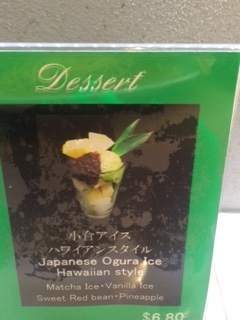 Dessert
小倉アイス
ハワイアンスタイル
Japanese Ogura Ice
Hawaiian style
Matcha Ice・Vanilla Ice
Sweet Red bean・Pineapple
$6.80